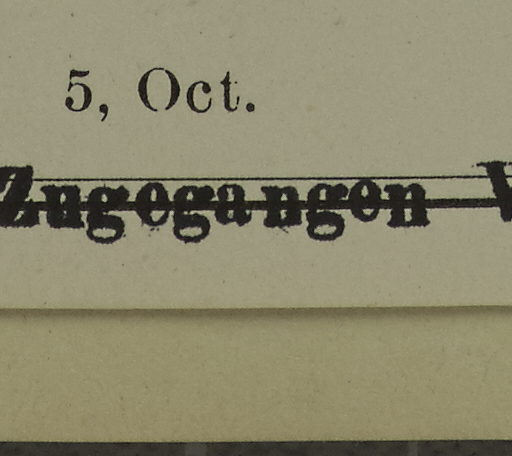 5, Oct.
Zugegangen